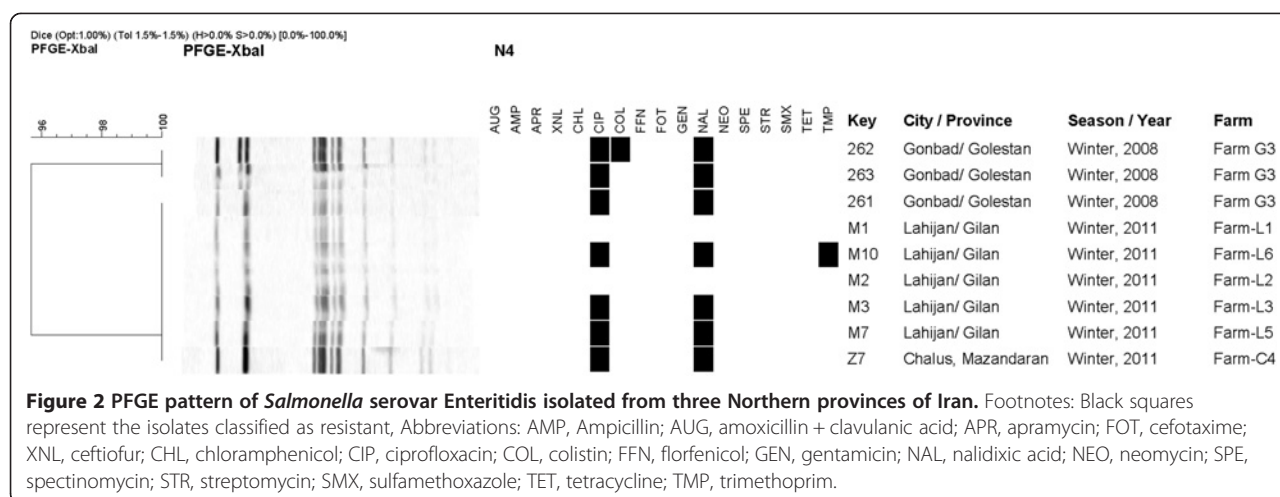 Dice (Opt:1.00%) (Tol 1.5%-1.5%) (H>0.0% S>0.0%) [0.0%-100.0%]
PFGE-XbaI PFGE-XbaI N4
96 98 100
AUG AMP APR XNL CHL CIP COL FFN FOT GEN NAL NEO SPE STR SMX TET TMP
Key City / Province Season / Year Farm
262 Gonbad/ Golestan Winter, 2008 Farm G3
263 Gonbad/ Golestan Winter, 2008 Farm G3
261 Gonbad/ Golestan Winter, 2008 Farm G3
M1 Lahijan/ Gilan Winter, 2011 Farm-L1
M10 Lahijan/ Gilan Winter, 2011 Farm-L6
M2 Lahijan/ Gilan Winter, 2011 Farm-L2
M3 Lahijan/ Gilan Winter, 2011 Farm-L3
M7 Lahijan/ Gilan Winter, 2011 Farm-L5
Z7 Chalus, Mazandaran Winter, 2011 Farm-C4
Figure 2 PFGE pattern of Salmonella serovar Enteritidis isolated from three Northern provinces of Iran. Footnotes: Black squares
represent the isolates classified as resistant, Abbreviations: AMP, Ampicillin; AUG, amoxicillin + clavulanic acid; APR, apramycin; FOT, cefotaxime;
XNL, ceftiofur; CHL, chloramphenicol; CIP, ciprofloxacin; COL, colistin; FFN, florfenicol; GEN, gentamicin; NAL, nalidixic acid; NEO, neomycin; SPE,
spectinomycin; STR, streptomycin; SMX, sulfamethoxazole; TET, tetracycline; TMP, trimethoprim.